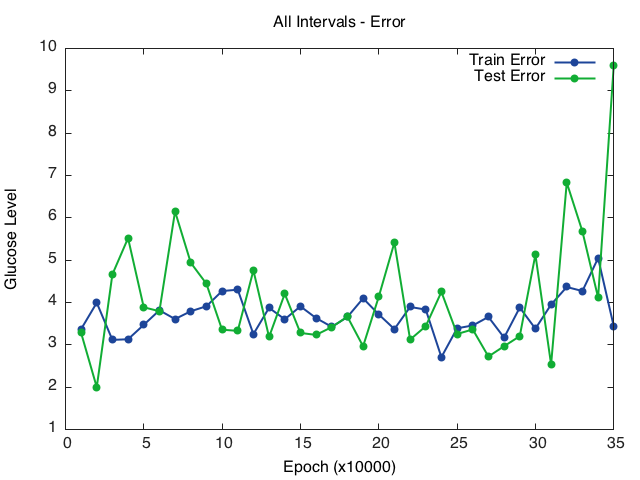 All Intervals - Error
Train Error
Test Error
10
9
8
7
6
5
4
3
2
1
Glucose Level
0 5 10 15 20 25 30 35
Epoch (x10000)